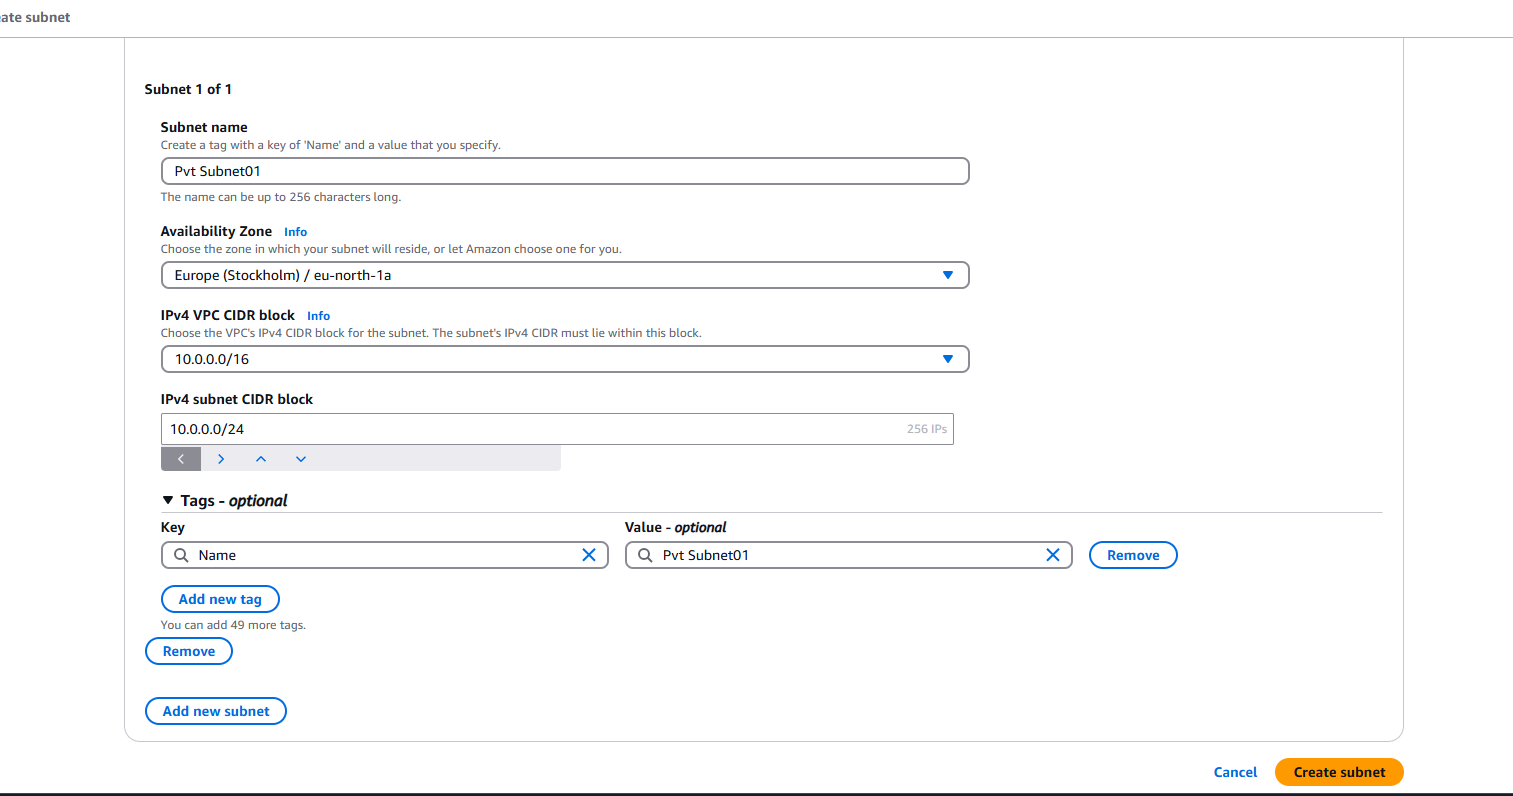 ate subnet
Subnet 1 of 1
Subnet name
Create a tag with a key of 'Name' and a value that you specify.
Pvt Subnet01
The name can be up to 256 characters long.
Availability Zone Info
Choose the zone in which your subnet will reside, or let Amazon choose one for you.
Europe (Stockholm) / eu-north-1a
IPv4 VPC CIDR block Info
Choose the VPC's IPv4 CIDR block for the subnet. The subnet's IPv4 CIDR must lie within this block.
10.0.0.0/16
IPv4 subnet CIDR block
10.0.0.0/24 256 IPs
Tags - optional
Key Value - optional
Name Pvt Subnet01 Remove
Add new tag
You can add 49 more tags.
Remove
Add new subnet
Cancel Create subnet